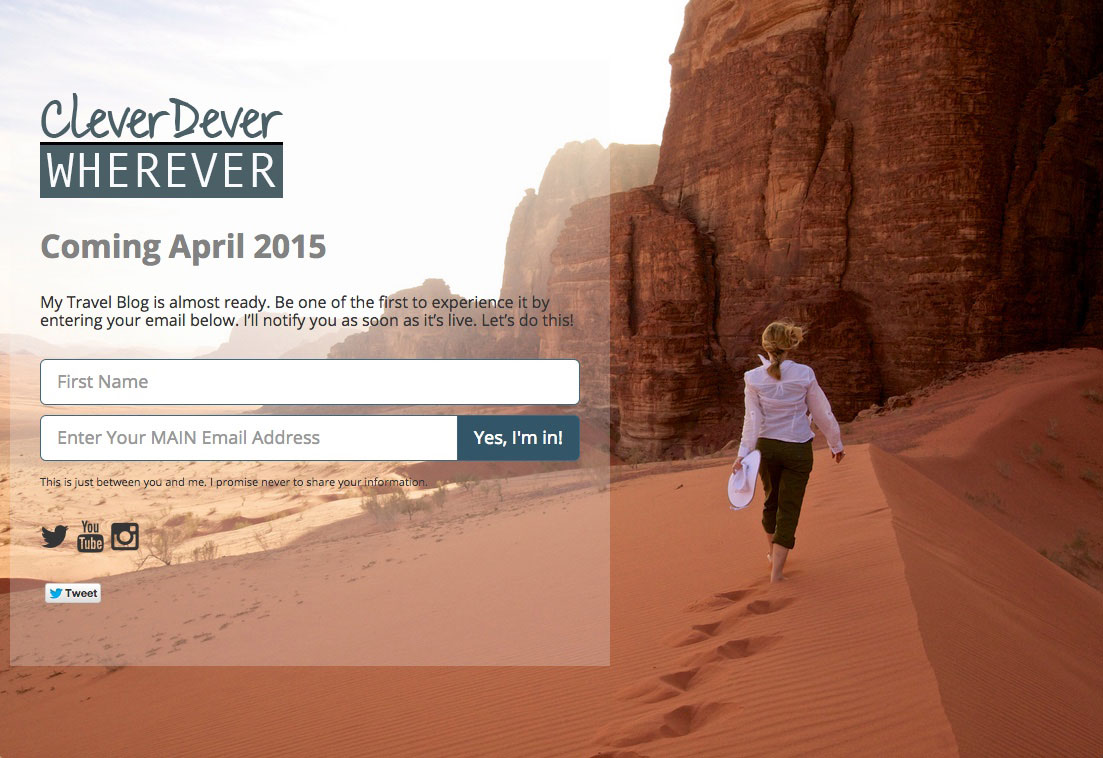 CleverDever
WHEREVER
Coming April 2015
My Travel Blog is almost ready. Be one of the first to experience it by
entering your email below. I’ll notify you as soon as it’s live. Let’s do this!
First Name
Enter Your MAIN Email Address
Yes, I'm in!
This is just between you and me. I promise never to share your information.
You
Tube
Tweet